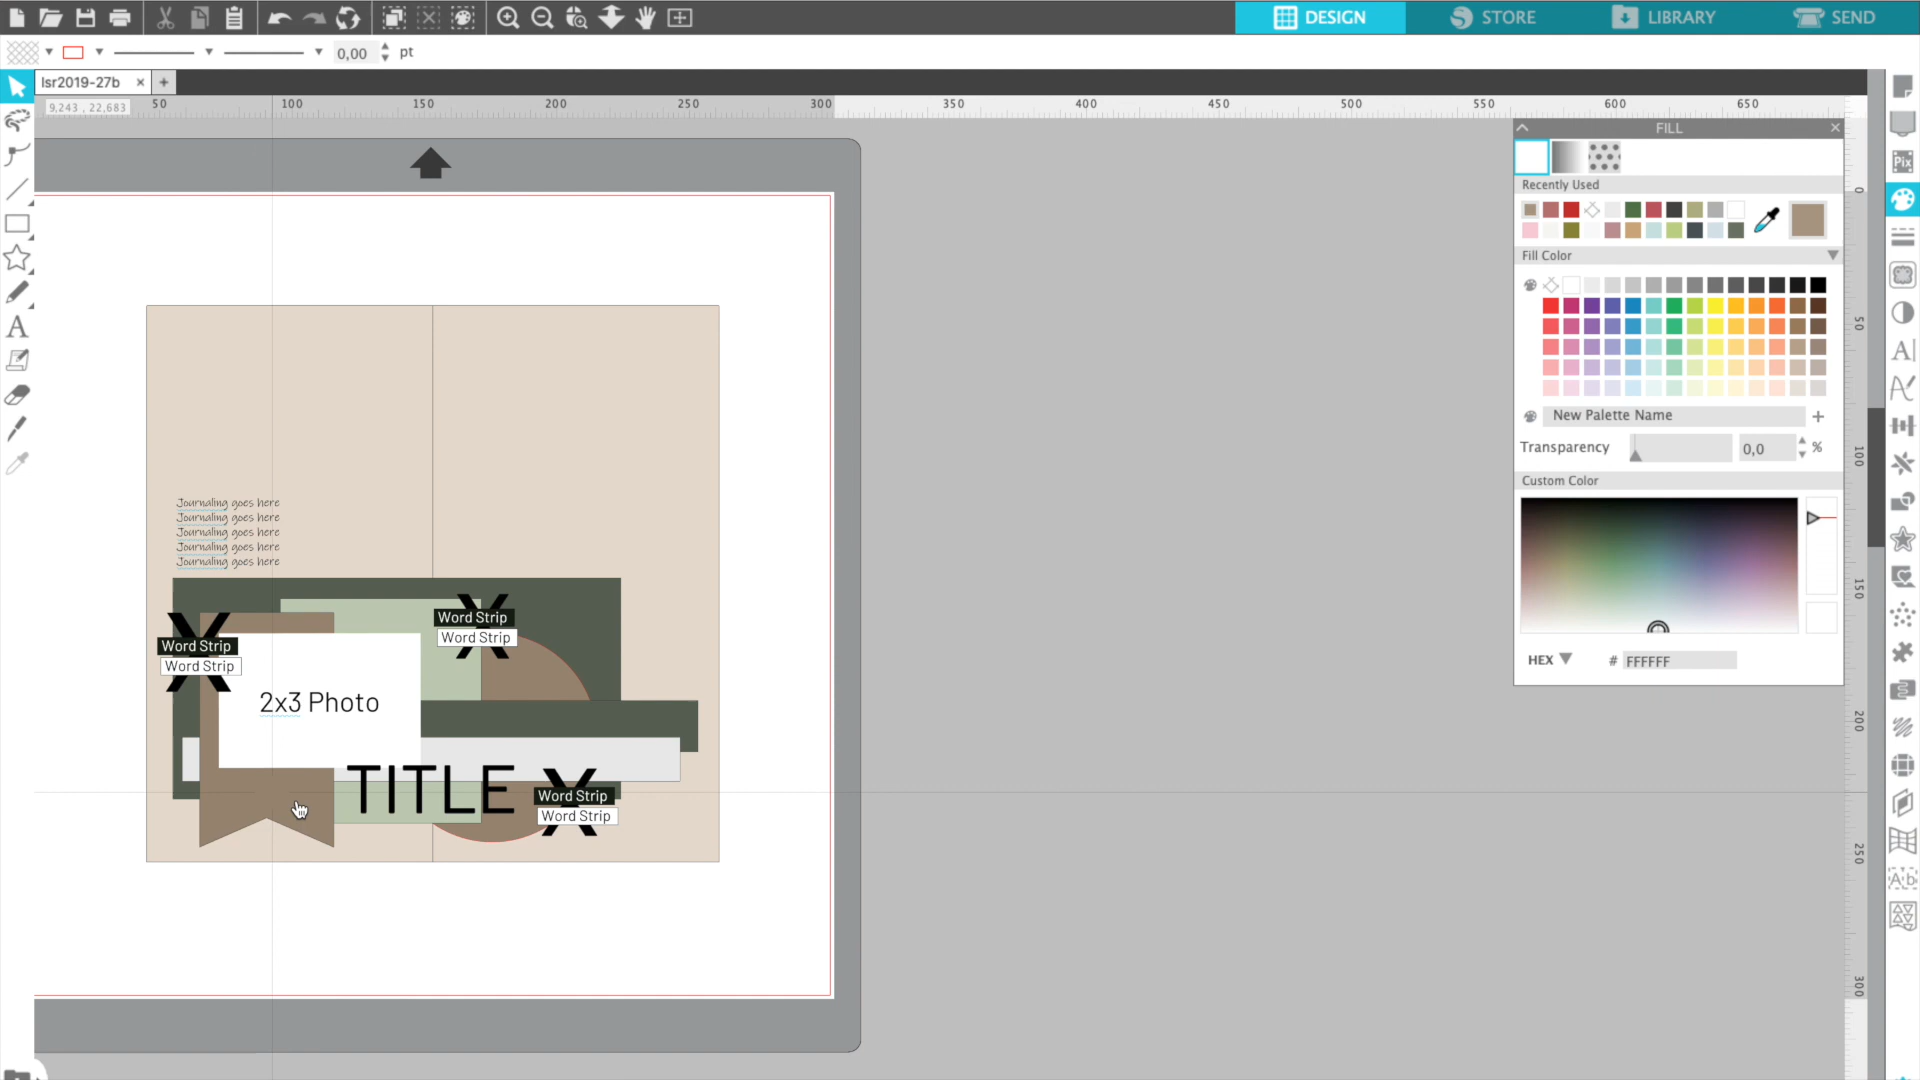 DESIGN
STORE
LIBRARY
SEND
0,00 pt
lsr2019-27b
9,243 , 22,683
50 100 150 200 250 300 350 400 450 500 550 600 650
FILL
Pix
Recently Used
Fill Color
New Palette Name
Transparency 0,0 %
Custom Color
HEX # FFFFFF
0
50
100
150
200
250
300
Journaling goes here
Journaling goes here
Journaling goes here
Journaling goes here
Journaling goes here
X
Word Strip
Word Strip
X
Word Strip
Word Strip
2x3 Photo
TITLE
X
Word Strip
Word Strip